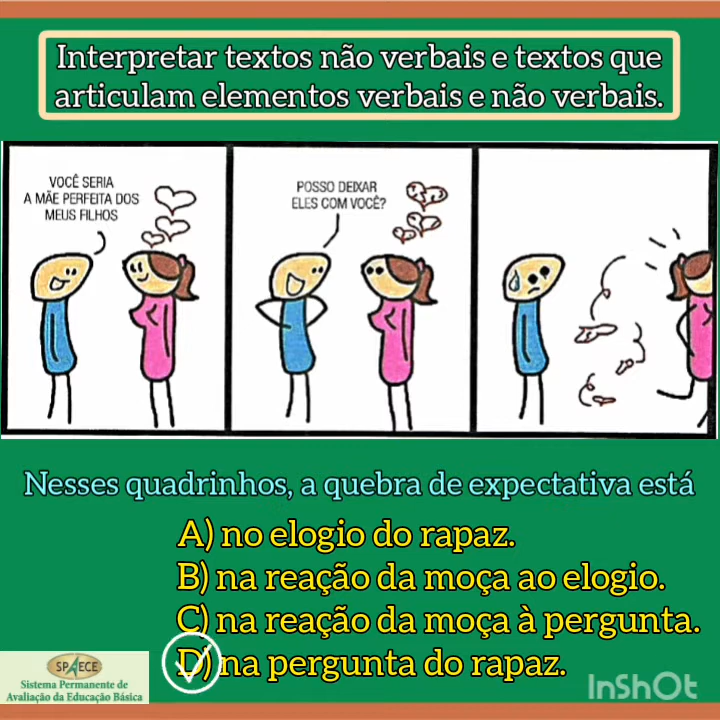 Interpretar textos não verbais e textos que
articulam elementos verbais e não verbais.
VOCÊ SERIA
A MÃE PERFEITA DOS
MEUS FILHOS
POSSO DEIXAR
ELES COM VOCÊ?
Nesses quadrinhos, a quebra de expectativa está
A) no elogio do rapaz.
B) na reação da moça ao elogio.
C) na reação da moça à pergunta.
D) na pergunta do rapaz.
SPAECE
Sistema Permanente de
Avaliação da Educação Básica
InShOt